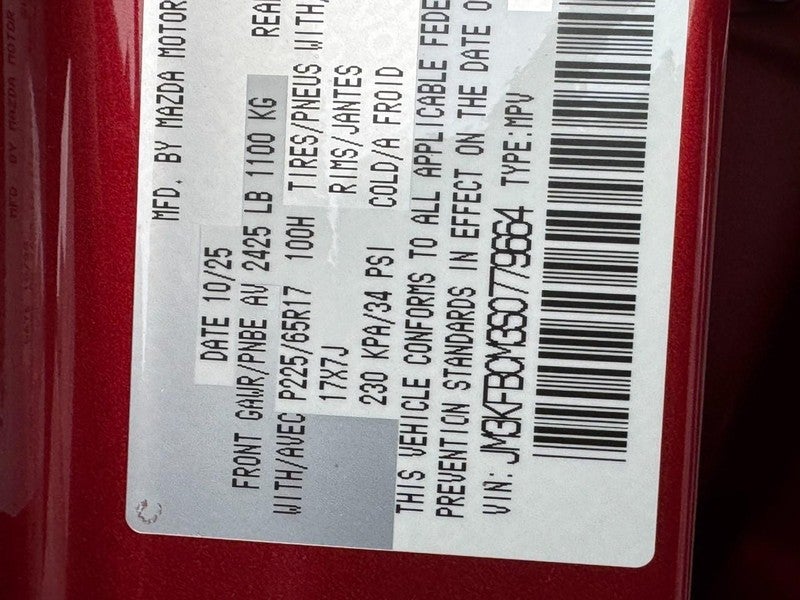 MFD. BY MAZDA MOTOR
DATE 10/25
FRONT GAWR/PNBE AV 2425 LB 1100 KG REA
WITH/AVEC P225/65R17 100H TIRES/PNEUS WITH/
17X7J RIMS/JANTES
230 KPA/34 PSI COLD/A FROID
THIS VEHICLE CONFORMS TO ALL APPLICABLE FEDE
PREVENTION STANDARDS IN EFFECT ON THE DATE O
VIN: JM3KFBCM3S0779664 TYPE:MPV